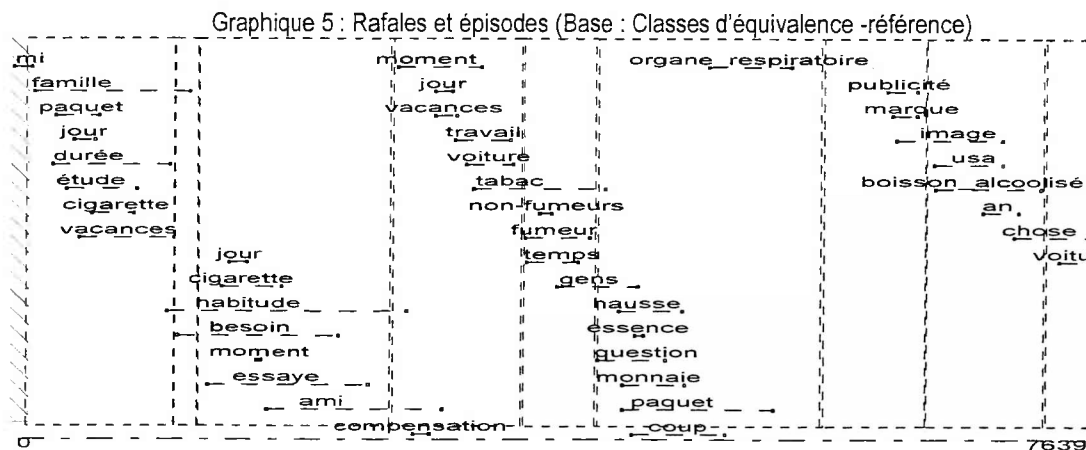 Graphique 5 : Rafales et épisodes (Base : Classes d'équivalence -référence)
mi moment organe_respiratoire
famille jour publicité
paquet vacances marque
jour travail image
durée voiture usa
étude tabac boisson_alcoolisé
cigarette non-fumeurs an
vacances fumeur chose
jour temps voitu
cigarette gens
habitude hausse
besoin essence
moment question
essaye monnaie
ami paquet
compensation coup
0 7639